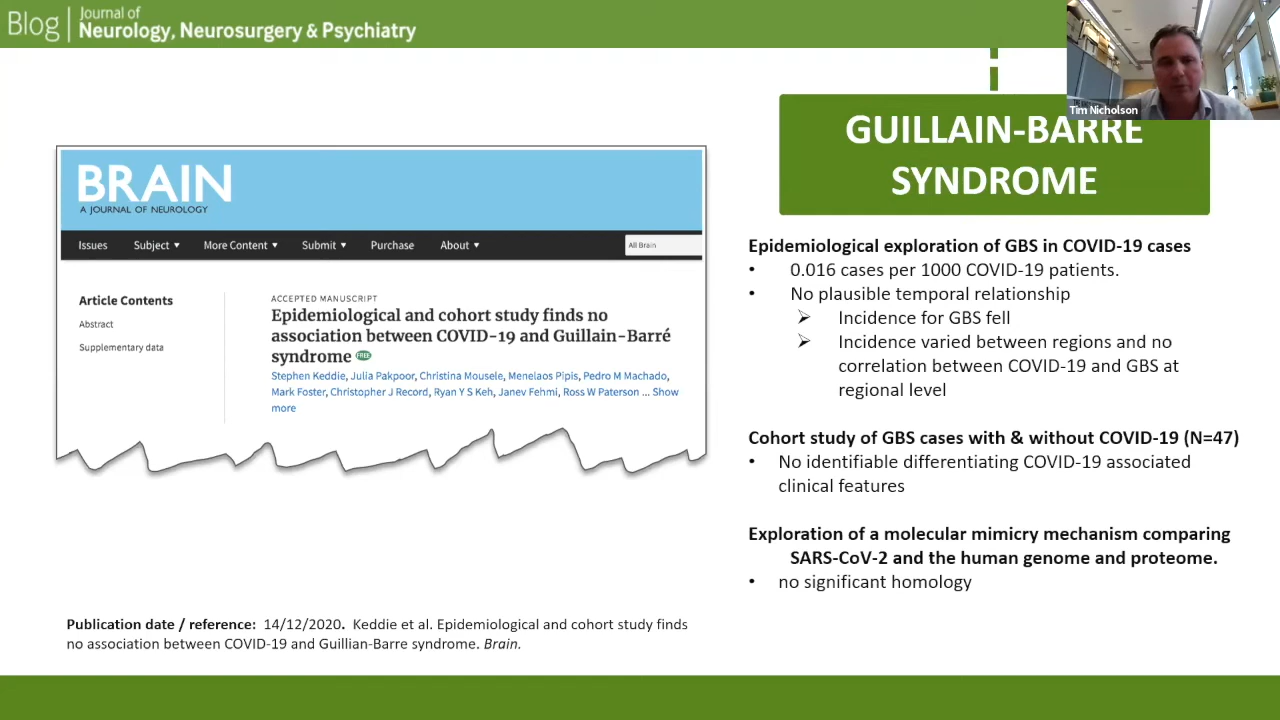 Blog
Journal of
Neurology, Neurosurgery & Psychiatry
Tim Nicholson
GUILLAIN-BARRE
SYNDROME
BRAIN
A JOURNAL OF NEUROLOGY
Issues Subject More Content Submit Purchase About All Brain
Article Contents
Abstract
Supplementary data
ACCEPTED MANUSCRIPT
Epidemiological and cohort study finds no
association between COVID-19 and Guillain-Barré
syndrome FREE
Stephen Keddie, Julia Pakpoor, Christina Mousele, Menelaos Pipis, Pedro M Machado,
Mark Foster, Christopher J Record, Ryan Y S Keh, Janev Fehmi, Ross W Paterson ... Show
more
Epidemiological exploration of GBS in COVID-19 cases
• 0.016 cases per 1000 COVID-19 patients.
• No plausible temporal relationship
➢ Incidence for GBS fell
➢ Incidence varied between regions and no
correlation between COVID-19 and GBS at
regional level
Cohort study of GBS cases with & without COVID-19 (N=47)
• No identifiable differentiating COVID-19 associated
clinical features
Exploration of a molecular mimicry mechanism comparing
SARS-CoV-2 and the human genome and proteome.
• no significant homology
Publication date / reference: 14/12/2020. Keddie et al. Epidemiological and cohort study finds
no association between COVID-19 and Guillian-Barre syndrome. Brain.